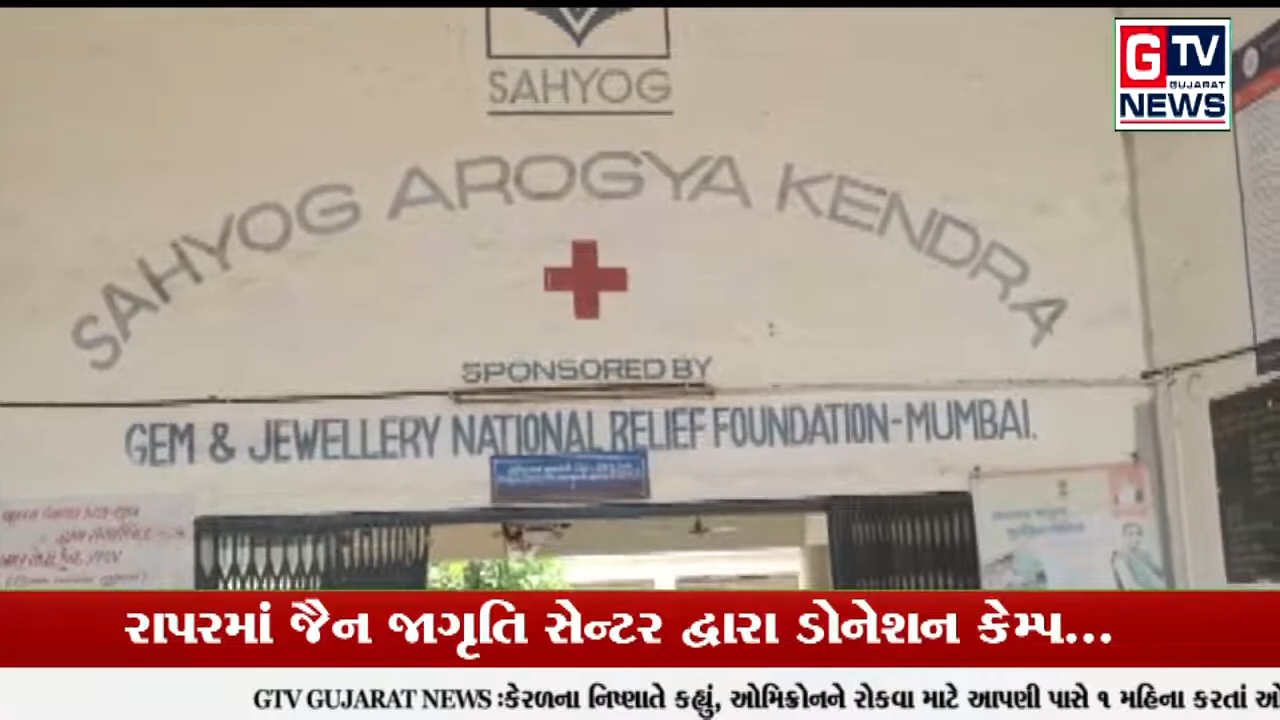 SAHYOG
GTV
GUJARAT
NEWS
SAHYOG AROGYA KENDRA
SPONSORED BY
GEM & JEWELLERY NATIONAL RELIEF FOUNDATION-MUMBAI.
રાપરમાં જૈન જાગૃતિ સેન્ટર દ્વારા ડોનેશન કેમ્પ...
GTV GUJARAT NEWS :કેરળના નિષ્ણાતે કહ્યું, ઓમિક્રોનને રોકવા માટે આપણી પાસે ૧ મહિના કરતાં ઓ